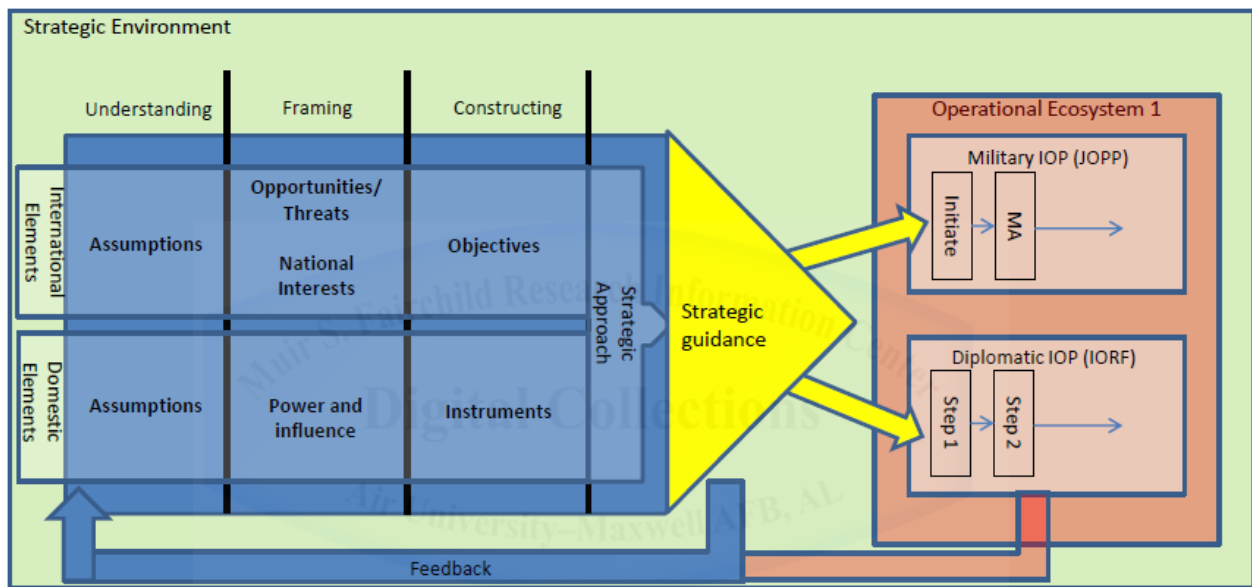 Strategic Environment
Understanding
Framing
Constructing
International
Elements
Assumptions
Opportunities/
Threats
National
Interests
Objectives
Domestic
Elements
Assumptions
Power and
influence
Instruments
Strategic
Approach
Strategic
guidance
Operational Ecosystem 1
Military IOP (JOPP)
Initiate
MA
Diplomatic IOP (IORF)
Step 1
Step 2
Feedback
Muir S. Fairchild Research Information Center
Digital Collections
Air University–Maxwell AFB, AL